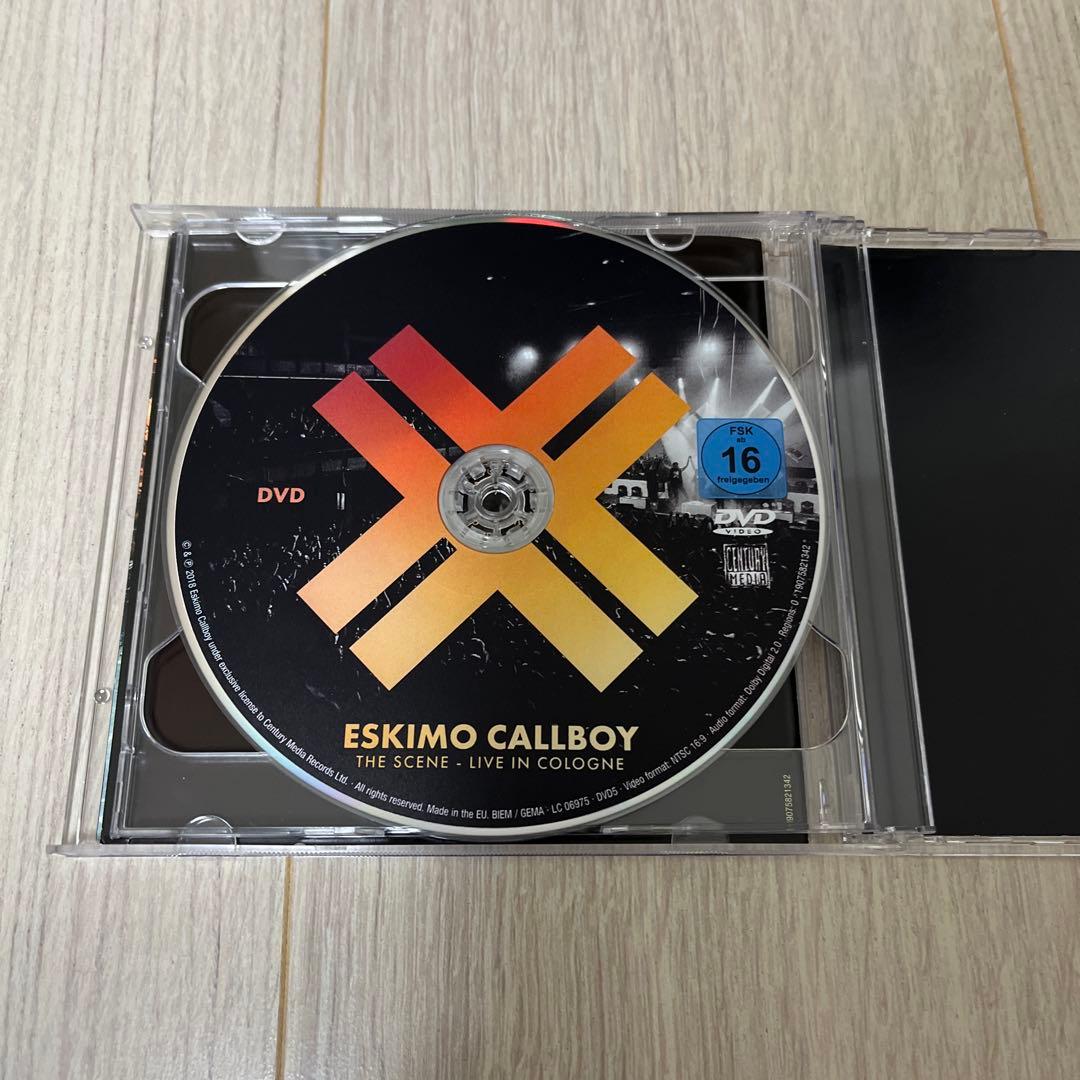 FSK
ab
16
freigegeben
DVD
DVD
VIDEO
CENTURY
MEDIA
ESKIMO CALLBOY
THE SCENE - LIVE IN COLOGNE
© & ℗ 2018 Eskimo Callboy under exclusive license to Century Media Records Ltd. · All rights reserved. Made in the EU. BIEM / GEMA · LC 06975 · DVD5 · Video format: NTSC 16:9 · Audio format: Dolby Digital 2.0 · Regions: 0 · 19075821342
19075821342